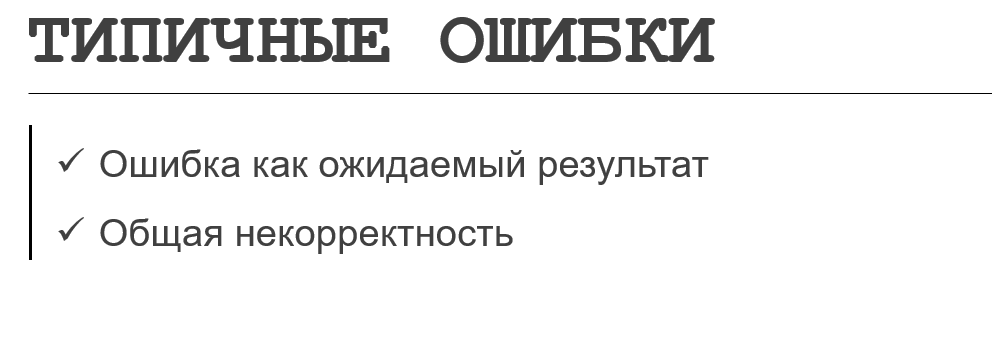 ТИПИЧНЫЕ ОШИБКИ
✓ Ошибка как ожидаемый результат
✓ Общая некорректность